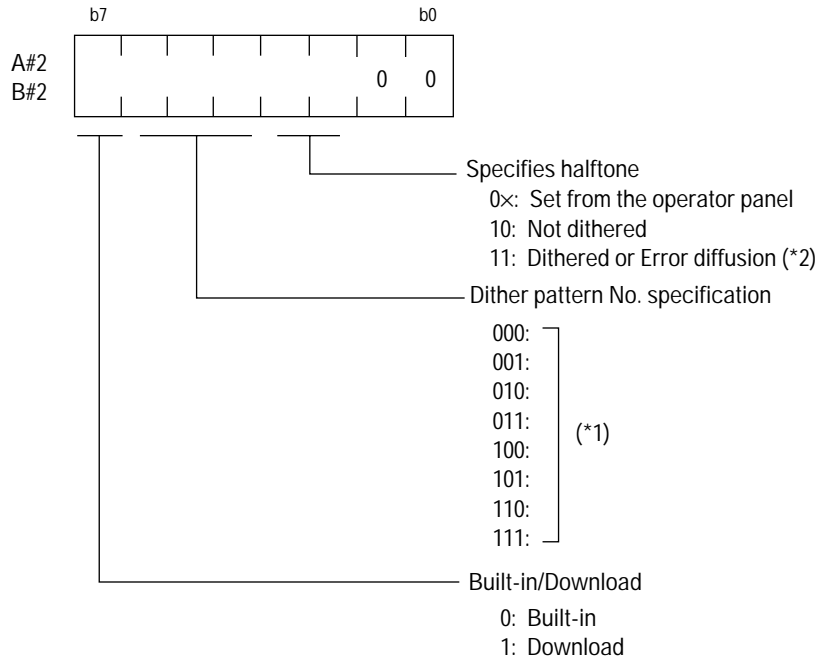 b7 b0
A#2
B#2
0 0
Specifies halftone
0×: Set from the operator panel
10: Not dithered
11: Dithered or Error diffusion (*2)
Dither pattern No. specification
000:
001:
010:
011:
(*1)
100:
101:
110:
111:
Built-in/Download
0: Built-in
1: Download